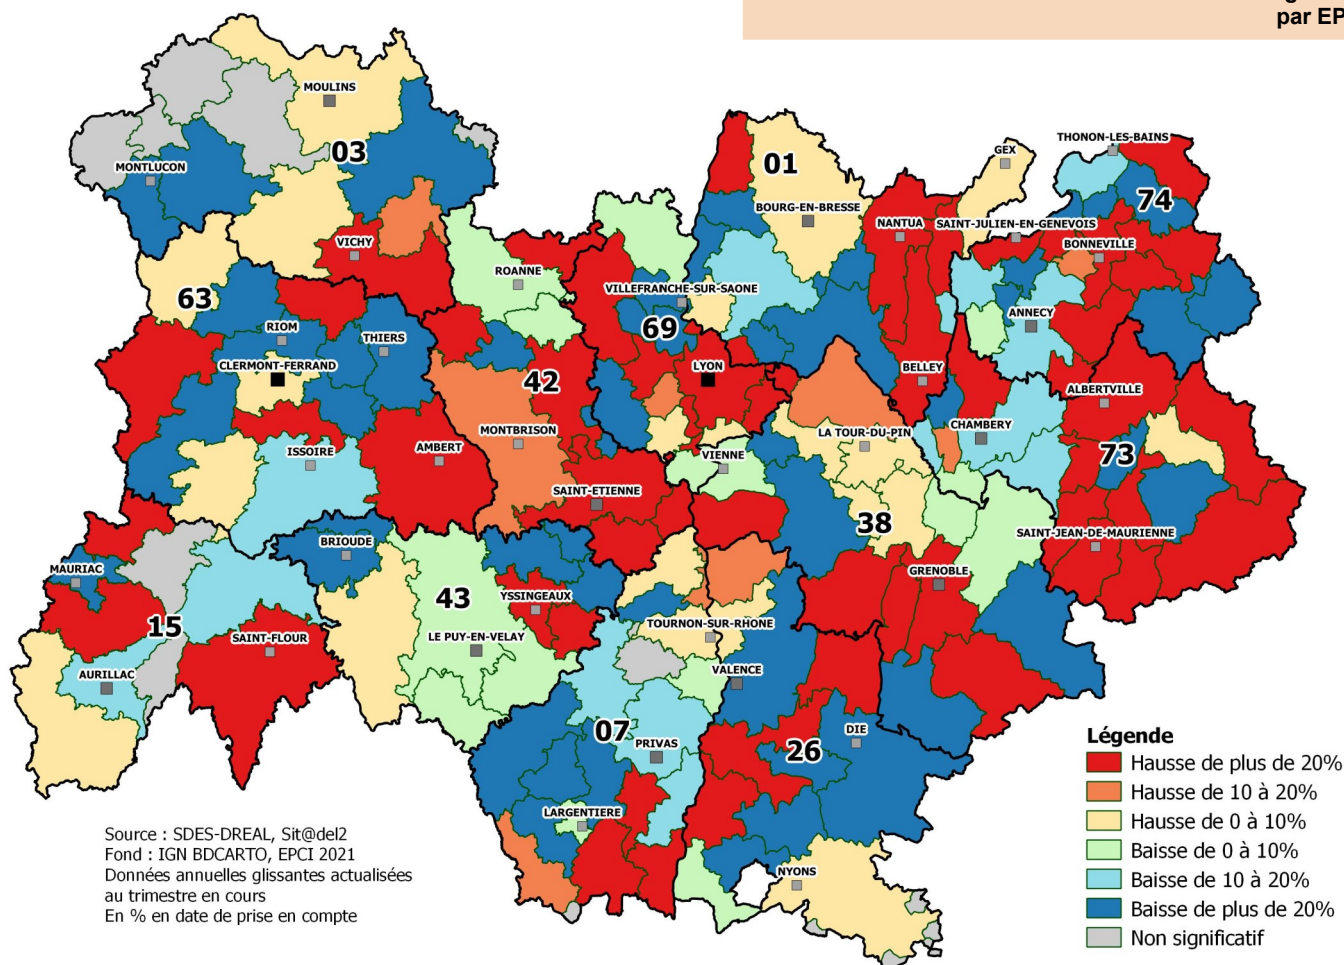 par EP
MOULINS
03
MONTLUCON
VICHY
63
RIOM
THIERS
CLERMONT-FERRAND
ISSOIRE
AMBERT
ROANNE
42
MONTBRISON
SAINT-ETIENNE
VILLEFRANCHE-SUR-SAONE
69
LYON
01
BOURG-EN-BRESSE
NANTUA
GEX
BELLEY
THONON-LES-BAINS
74
SAINT-JULIEN-EN-GENEVOIS
BONNEVILLE
ANNECY
ALBERTVILLE
CHAMBERY
73
SAINT-JEAN-DE-MAURIENNE
LA TOUR-DU-PIN
VIENNE
38
GRENOBLE
MAURIAC
15
SAINT-FLOUR
AURILLAC
BRIOUDE
43
YSSINGEAUX
LE PUY-EN-VELAY
TOURNON-SUR-RHONE
VALENCE
07
PRIVAS
LARGENTIERE
26
DIE
NYONS
Légende
Hausse de plus de 20%
Hausse de 10 à 20%
Hausse de 0 à 10%
Baisse de 0 à 10%
Baisse de 10 à 20%
Baisse de plus de 20%
Non significatif
Source : SDES-DREAL, Sit@del2
Fond : IGN BDCARTO, EPCI 2021
Données annuelles glissantes actualisées
au trimestre en cours
En % en date de prise en compte